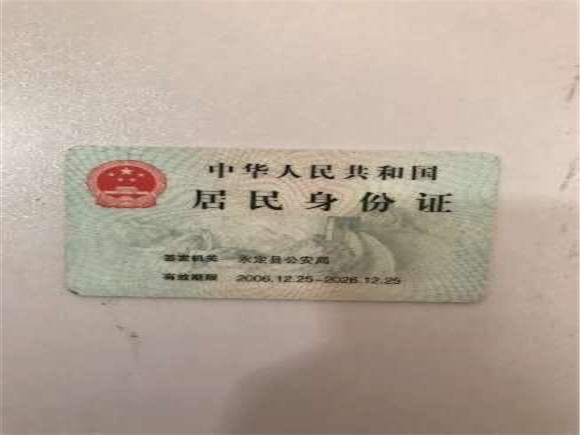 中华人民共和国
居民身份证
签发机关 永定县公安局
有效期限 2006.12.25-2026.12.25